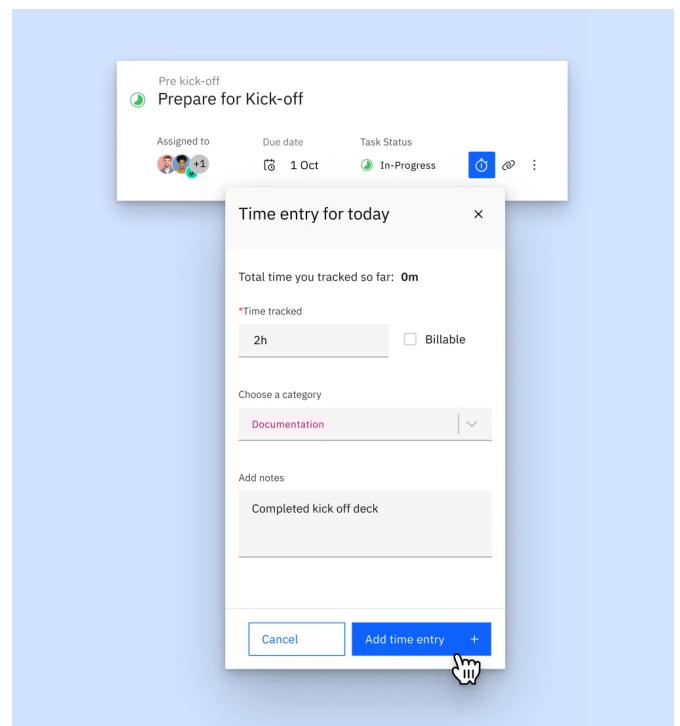 Pre kick-off
Prepare for Kick-off
Assigned to Due date Task Status
+1 1 Oct In-Progress
Time entry for today
Total time you tracked so far: 0m
*Time tracked
2h Billable
Choose a category
Documentation
Add notes
Completed kick off deck
Cancel Add time entry +